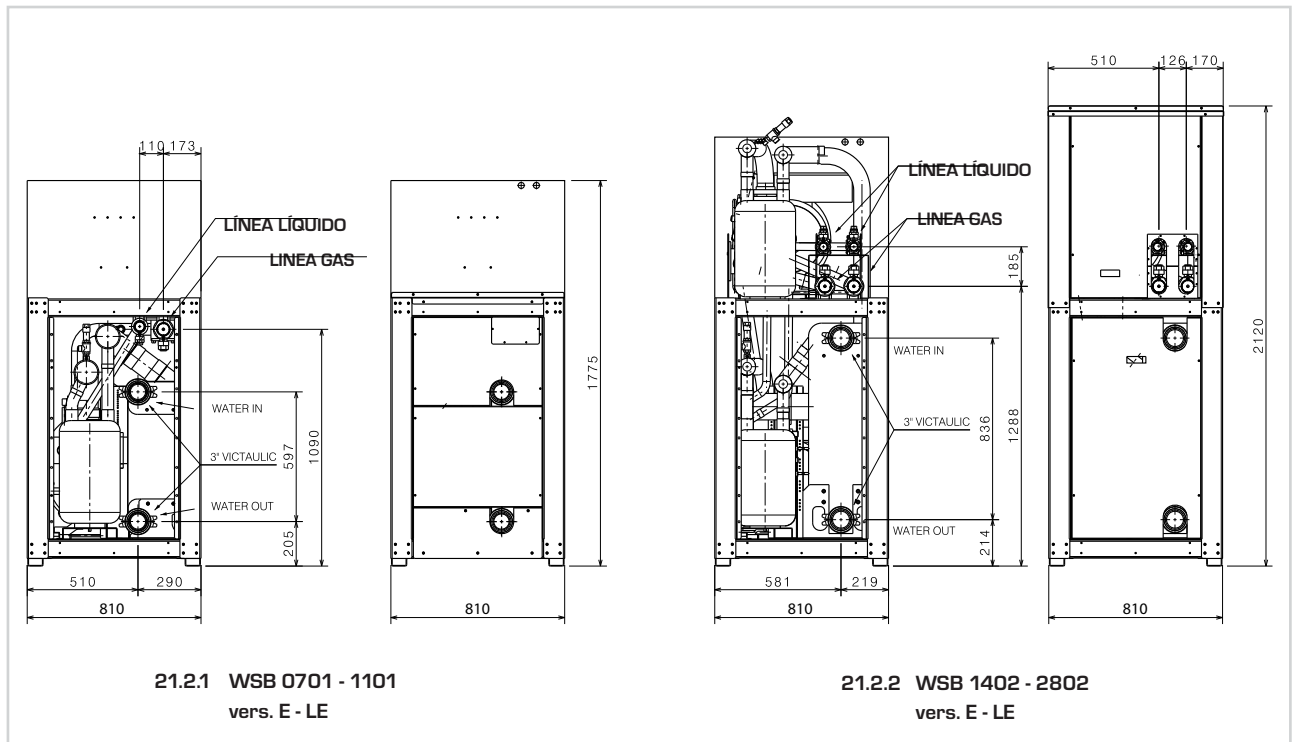 510 126 170
110 173
LÍNEA LÍQUIDO
LINEA GAS
LÍNEA LÍQUIDO
LINEA GAS
185
WATER IN
3" VICTAULIC
WATER OUT
597
1090
205
1775
WATER IN
3" VICTAULIC
WATER OUT
836
1288
214
2120
510 290
810
810
581 219
810
810
21.2.1 WSB 0701 - 1101
vers. E - LE
21.2.2 WSB 1402 - 2802
vers. E - LE